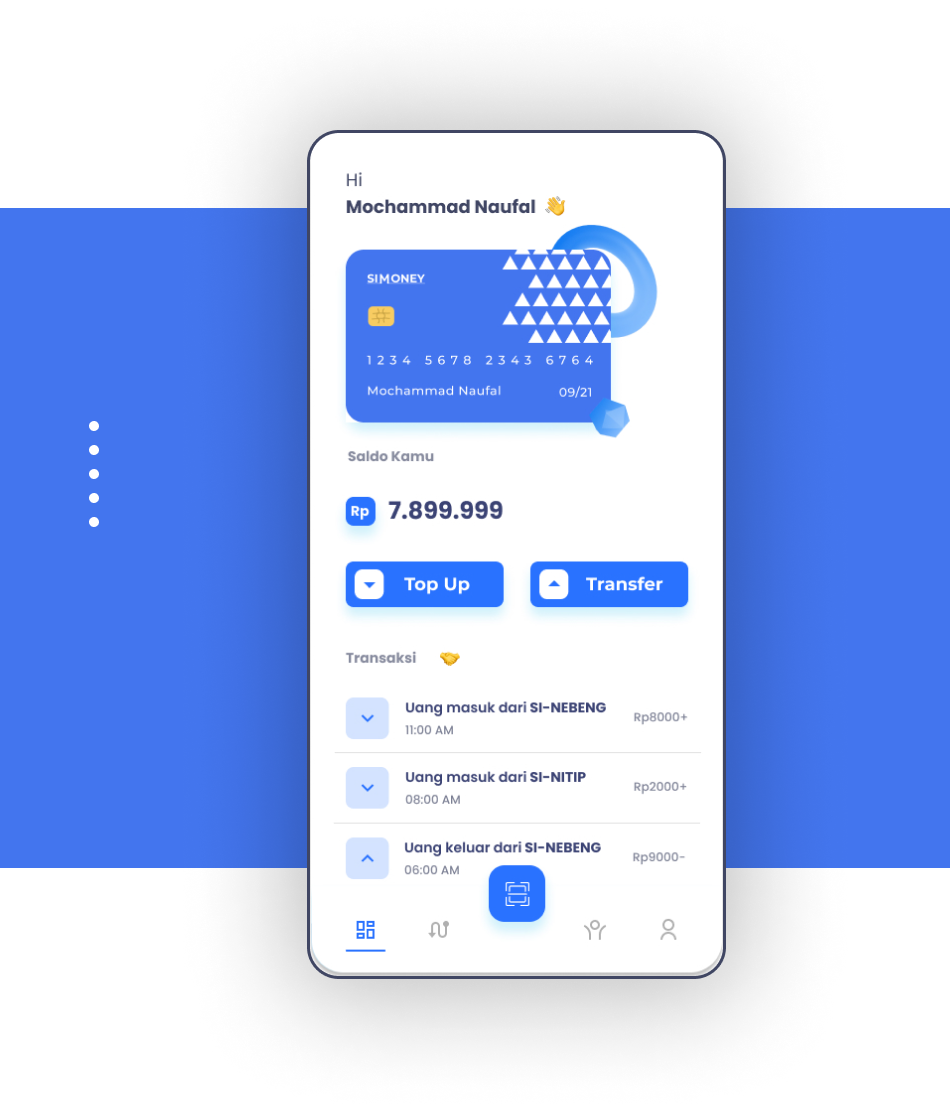 Hi
Mochammad Naufal 👋
SIMONEY
1234 5678 2343 6764
Mochammad Naufal 09/21
Saldo Kamu
Rp 7.899.999
Top Up Transfer
Transaksi 🤝
Uang masuk dari SI-NEBENG
Rp8000+
11:00 AM
Uang masuk dari SI-NITIP
Rp2000+
08:00 AM
Uang keluar dari SI-NEBENG
Rp9000-
06:00 AM